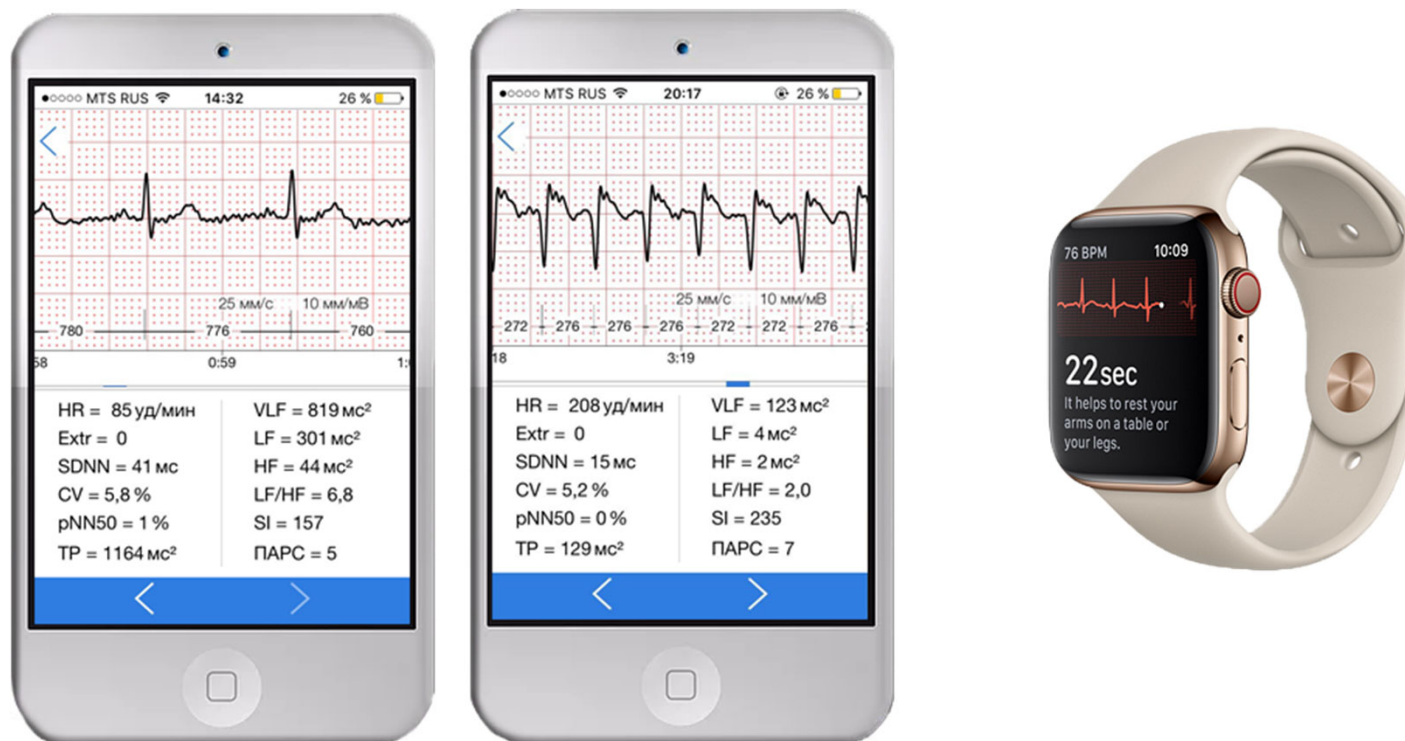 MTS RUS 14:32 26 %
25 мм/с 10 мм/мВ
780 776 760
58 0:59 1:0
HR = 85 уд/мин VLF = 819 мс²
Extr = 0 LF = 301 мс²
SDNN = 41 мс HF = 44 мс²
CV = 5,8 % LF/HF = 6,8
pNN50 = 1 % SI = 157
TP = 1164 мс² ПАРС = 5
MTS RUS 20:17 26 %
25 мм/с 10 мм/мВ
272 - 276 - 276 - 276 - 272 - 272 - 276 -
18 3:19
HR = 208 уд/мин VLF = 123 мс²
Extr = 0 LF = 4 мс²
SDNN = 15 мс HF = 2 мс²
CV = 5,2 % LF/HF = 2,0
pNN50 = 0 % SI = 235
TP = 129 мс² ПАРС = 7
76 BPM 10:09
22sec
It helps to rest your
arms on a table or
your legs.